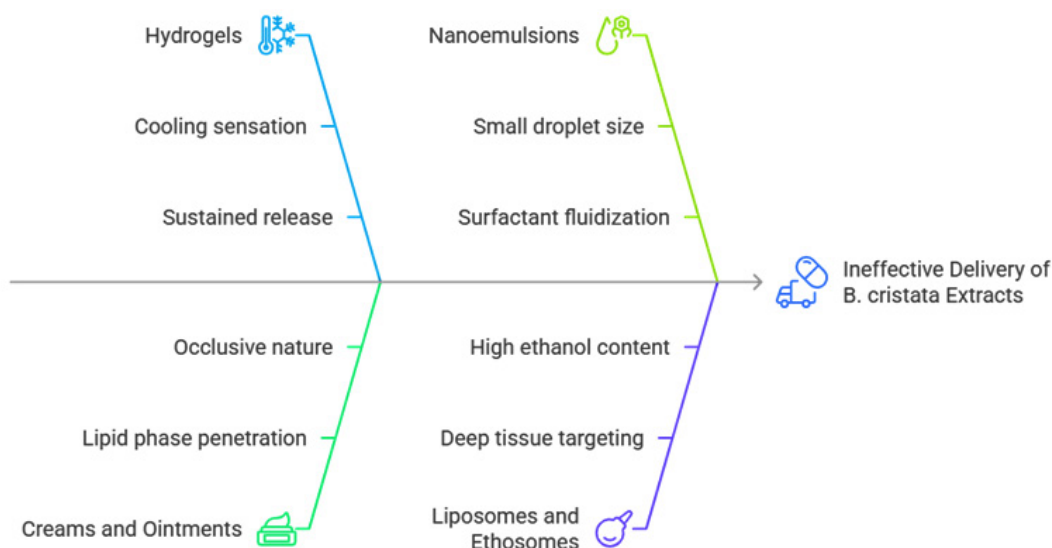 Hydrogels
Cooling sensation
Sustained release
Nanoemulsions
Small droplet size
Surfactant fluidization
Ineffective Delivery of
B. cristata Extracts
Occlusive nature
Lipid phase penetration
Creams and Ointments
High ethanol content
Deep tissue targeting
Liposomes and
Ethosomes